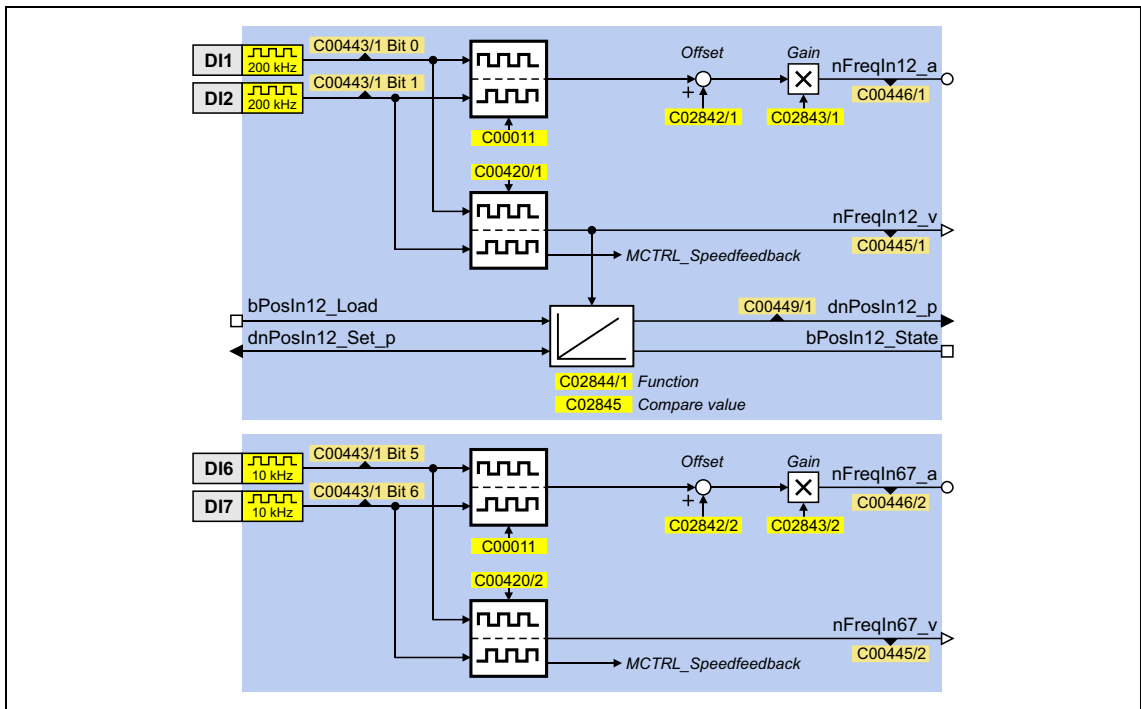 DI1 200 kHz C00443/1 Bit 0
DI2 200 kHz C00443/1 Bit 1
C00011
Offset
+
C02842/1
Gain
C02843/1
nFreqIn12_a
C00446/1
C00420/1
nFreqIn12_v
C00445/1
MCTRL_Speedfeedback
bPosIn12_Load
dnPosIn12_Set_p
C00449/1
dnPosIn12_p
bPosIn12_State
C02844/1 Function
C02845 Compare value
DI6 10 kHz C00443/1 Bit 5
DI7 10 kHz C00443/1 Bit 6
C00011
Offset
+
C02842/2
Gain
C02843/2
nFreqIn67_a
C00446/2
C00420/2
nFreqIn67_v
C00445/2
MCTRL_Speedfeedback